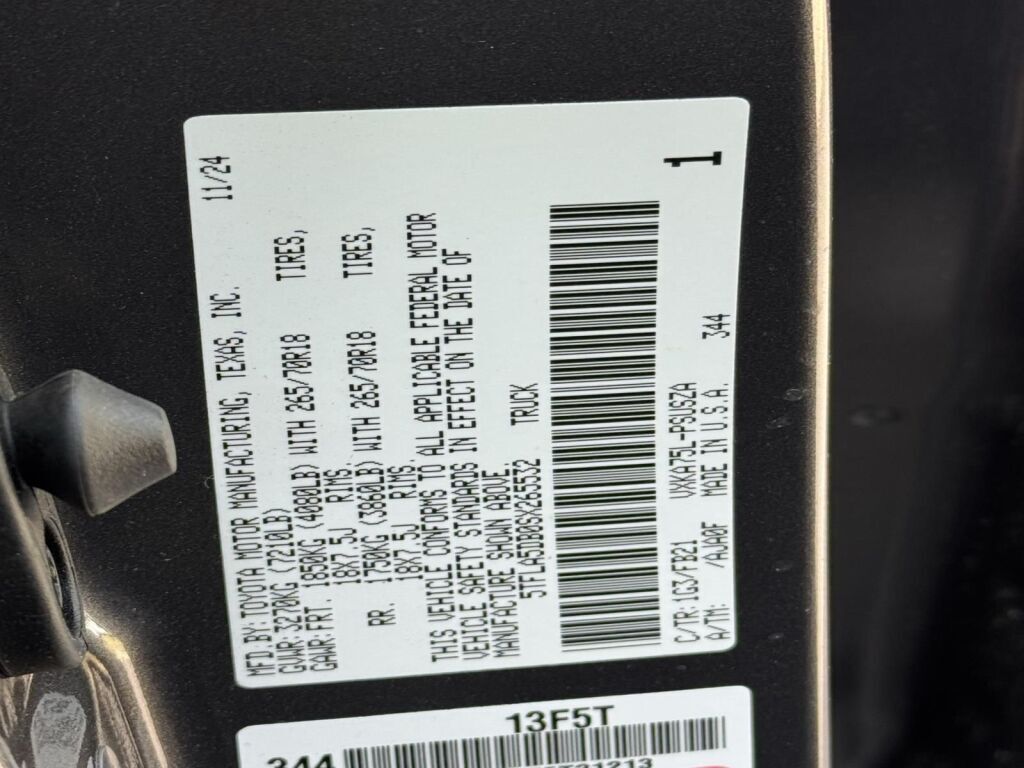 MFD.BY:TOYOTA MOTOR MANUFACTURING, TEXAS, INC. 11/24
GVWR:3270KG (7210LB)
GAWR:FRT. 1850KG (4080LB) WITH 265/70R18 TIRES,
18X7.5J RIMS.
RR. 1750KG (3860LB) WITH 265/70R18 TIRES,
18X7.5J RIMS.
THIS VEHICLE CONFORMS TO ALL APPLICABLE FEDERAL MOTOR
VEHICLE SAFETY STANDARDS IN EFFECT ON THE DATE OF
MANUFACTURE SHOWN ABOVE.
5TFLA5DB0SX265532 TRUCK
C/TR:1G3/FB21 VXKA75L-PSUSZA 344 1
A/TM: /AJA0F MADE IN U.S.A.
13F5T
344